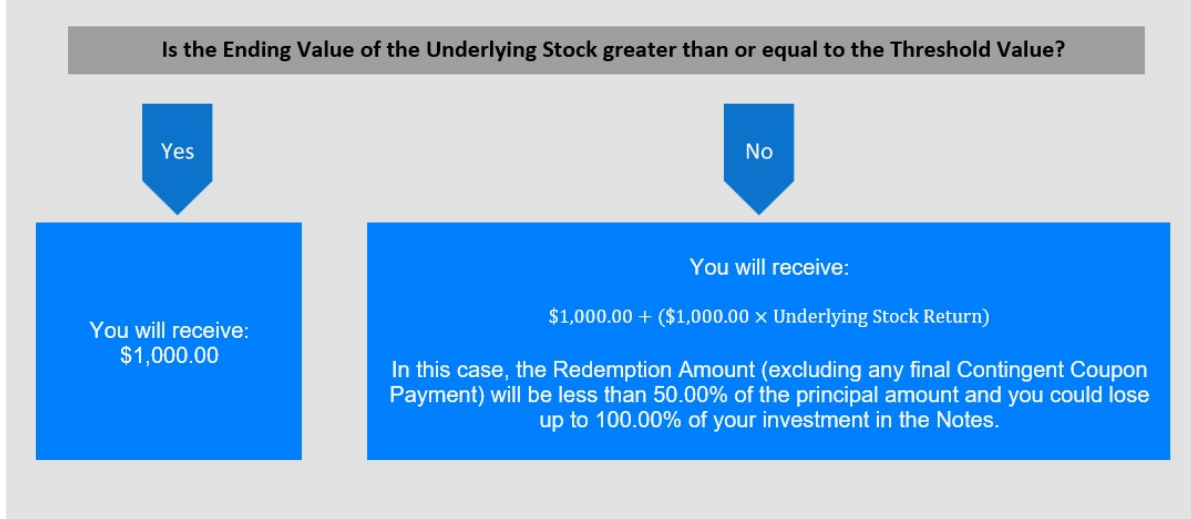 Is the Ending Value of the Underlying Stock greater than or equal to the Threshold Value?
Yes
No
You will receive:
$1,000.00
You will receive:
$1,000.00 + ($1,000.00 × Underlying Stock Return)
In this case, the Redemption Amount (excluding any final Contingent Coupon
Payment) will be less than 50.00% of the principal amount and you could lose
up to 100.00% of your investment in the Notes.